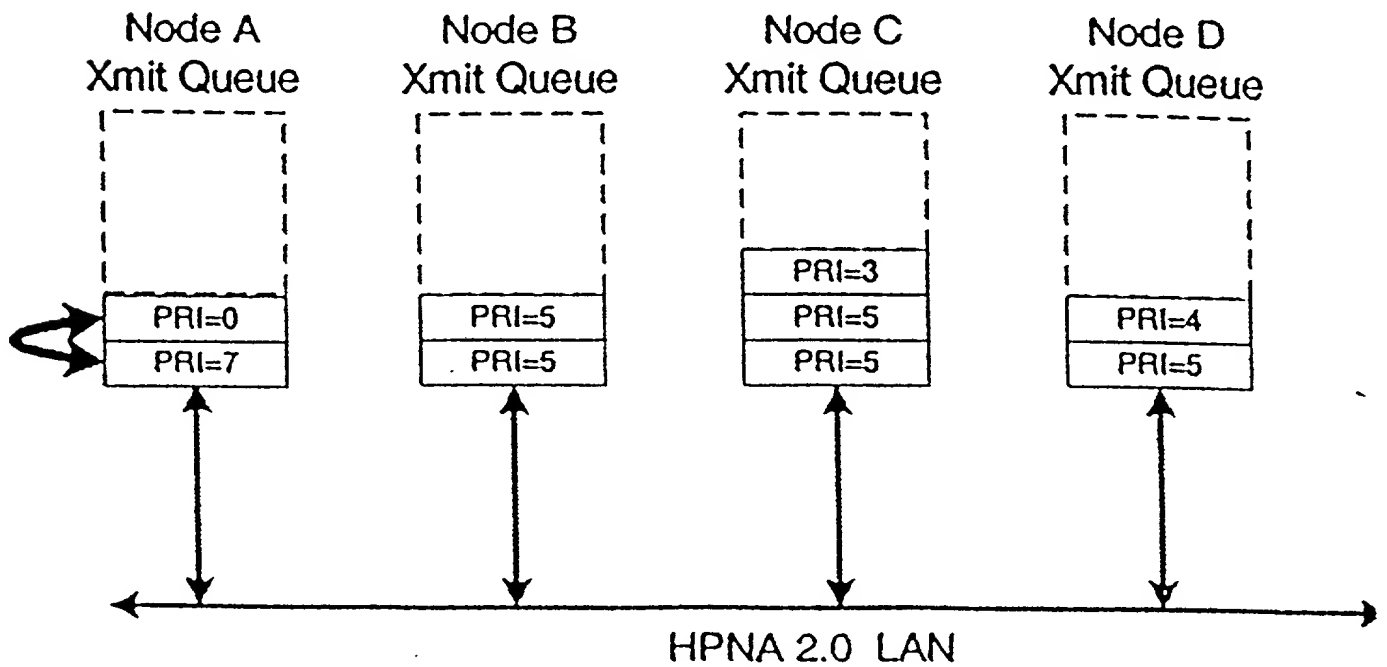 Node A
Xmit Queue
Node B
Xmit Queue
Node C
Xmit Queue
Node D
Xmit Queue
PRI=0
PRI=7
PRI=5
PRI=5
PRI=3
PRI=5
PRI=5
PRI=4
PRI=5
HPNA 2.0 LAN